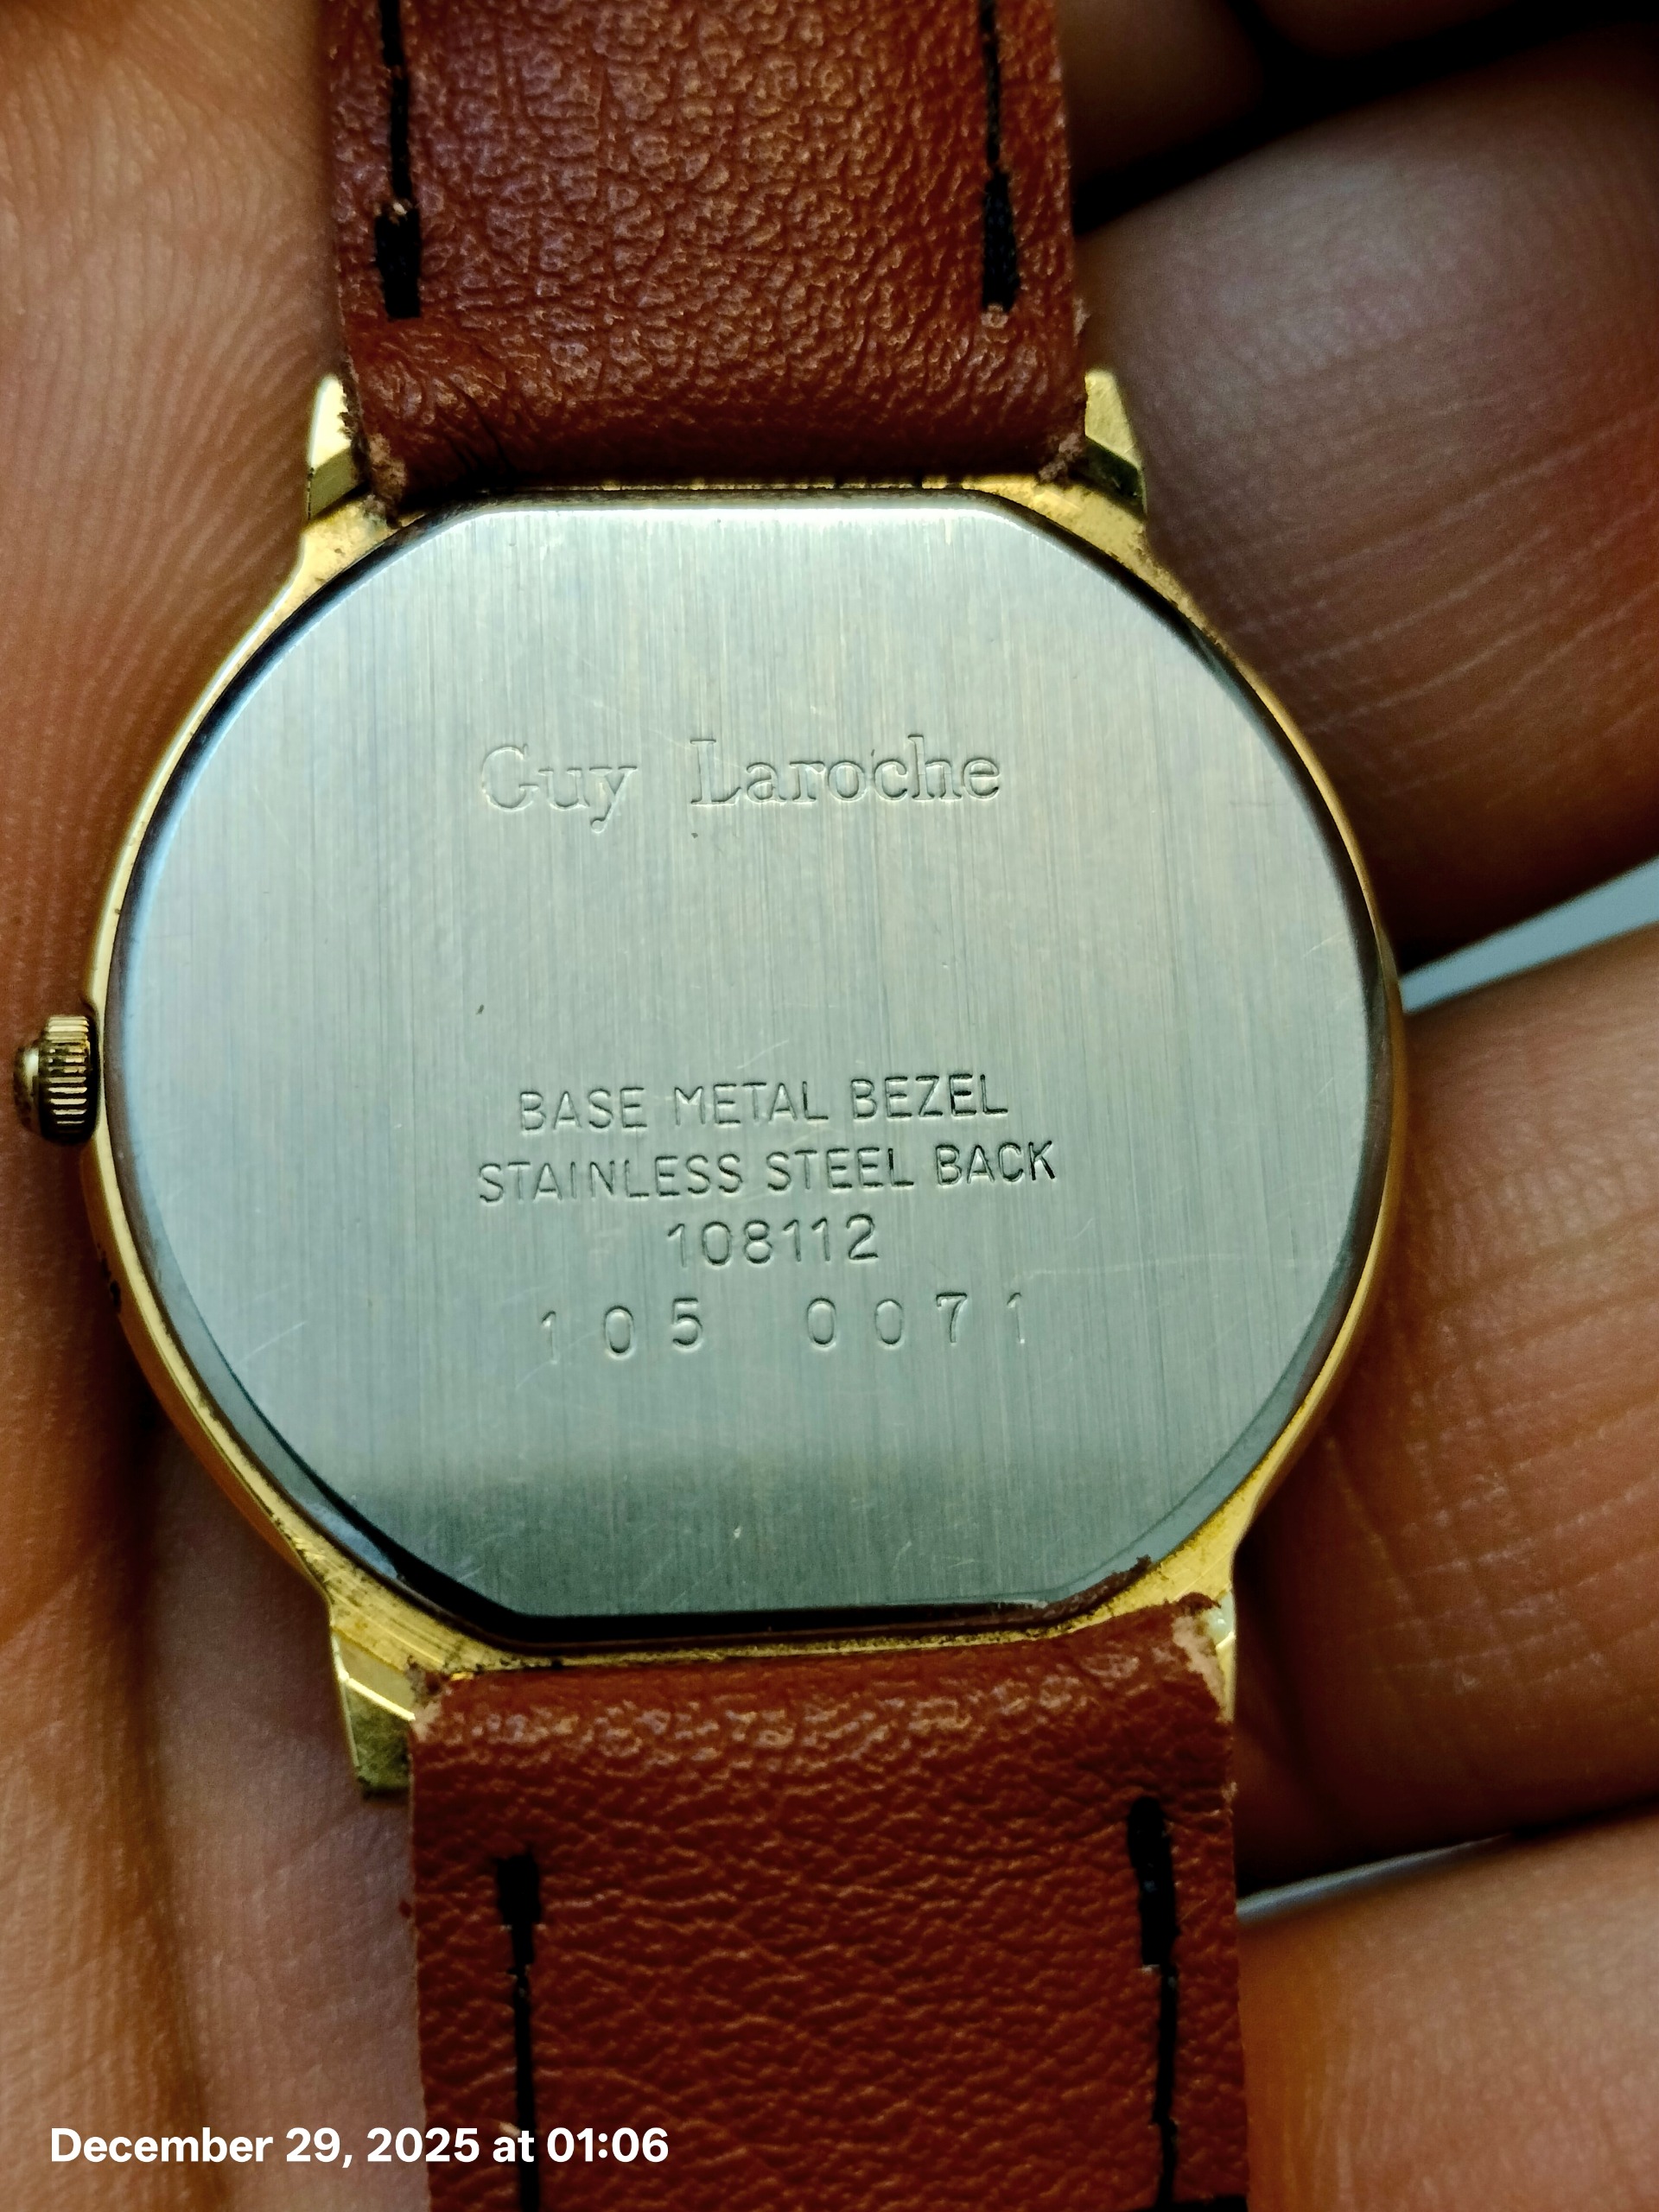 Guy Laroche
BASE METAL BEZEL
STAINLESS STEEL BACK
108112
105 0071
December 29, 2025 at 01:06